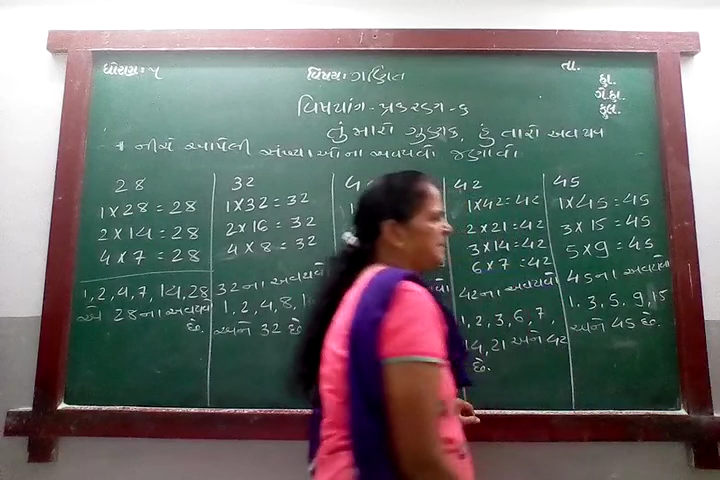 ધોરણ: ૫
વિષય: ગણિત
તા.
હા.
ગે.હા.
કુલ.
વિષયાંગ - પ્રકરણ - ૬
તું મારો ગુણક, હું તારો અવયવ
* નીચે આપેલી સંખ્યાઓના અવયવો જણાવો
28
1×28=28
2×14=28
4×7=28
1,2,4,7,14,28
એ 28ના અવયવો
છે.
32
1×32=32
2×16=32
4×8=32
32ના અવયવો
1,2,4,8,1
અને 32 છે
4
1
42
1×42=42
2×21=42
3×14=42
6×7=42
42ના અવયવો
1,2,3,6,7,
14,21 અને 42
છે.
45
1×45=45
3×15=45
5×9=45
45ના અવયવો
1,3,5,9,15
અને 45 છે.